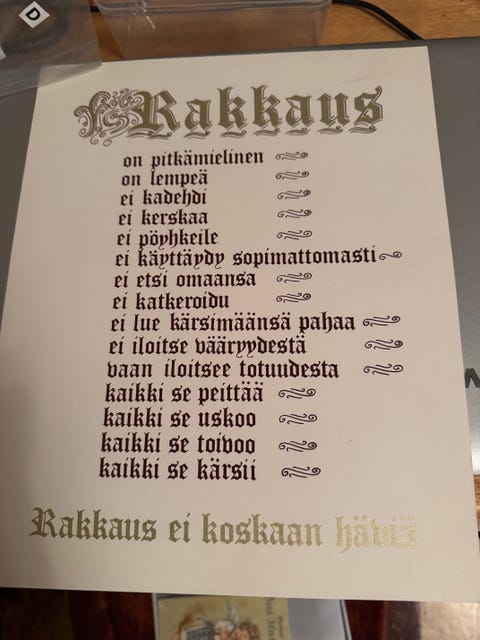 D
Rakkaus
on pitkämielinen
on lempeä
ei kadehdi
ei kerskaa
ei pöyhkeile
ei käyttäydy sopimattomasti
ei etsi omaansa
ei katkeroidu
ei lue kärsimäänsä pahaa
ei iloitse vääryydestä
vaan iloitsee totuudesta
kaikki se peittää
kaikki se uskoo
kaikki se toivoo
kaikki se kärsii
Rakkaus ei koskaan häviä